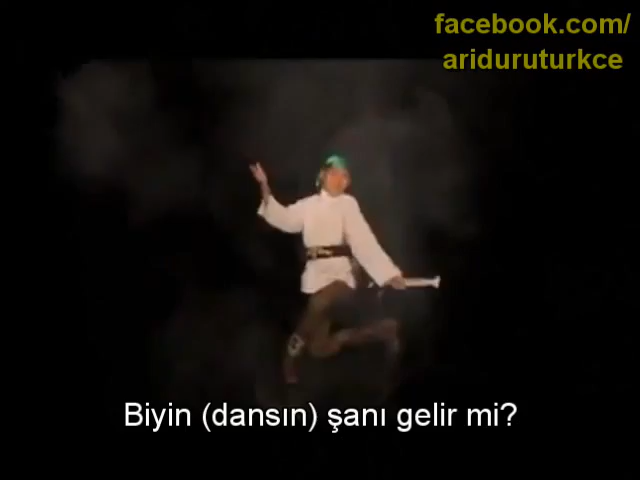 facebook.com/
ariduruturkce
Biyin (dansın) şanı gelir mi?